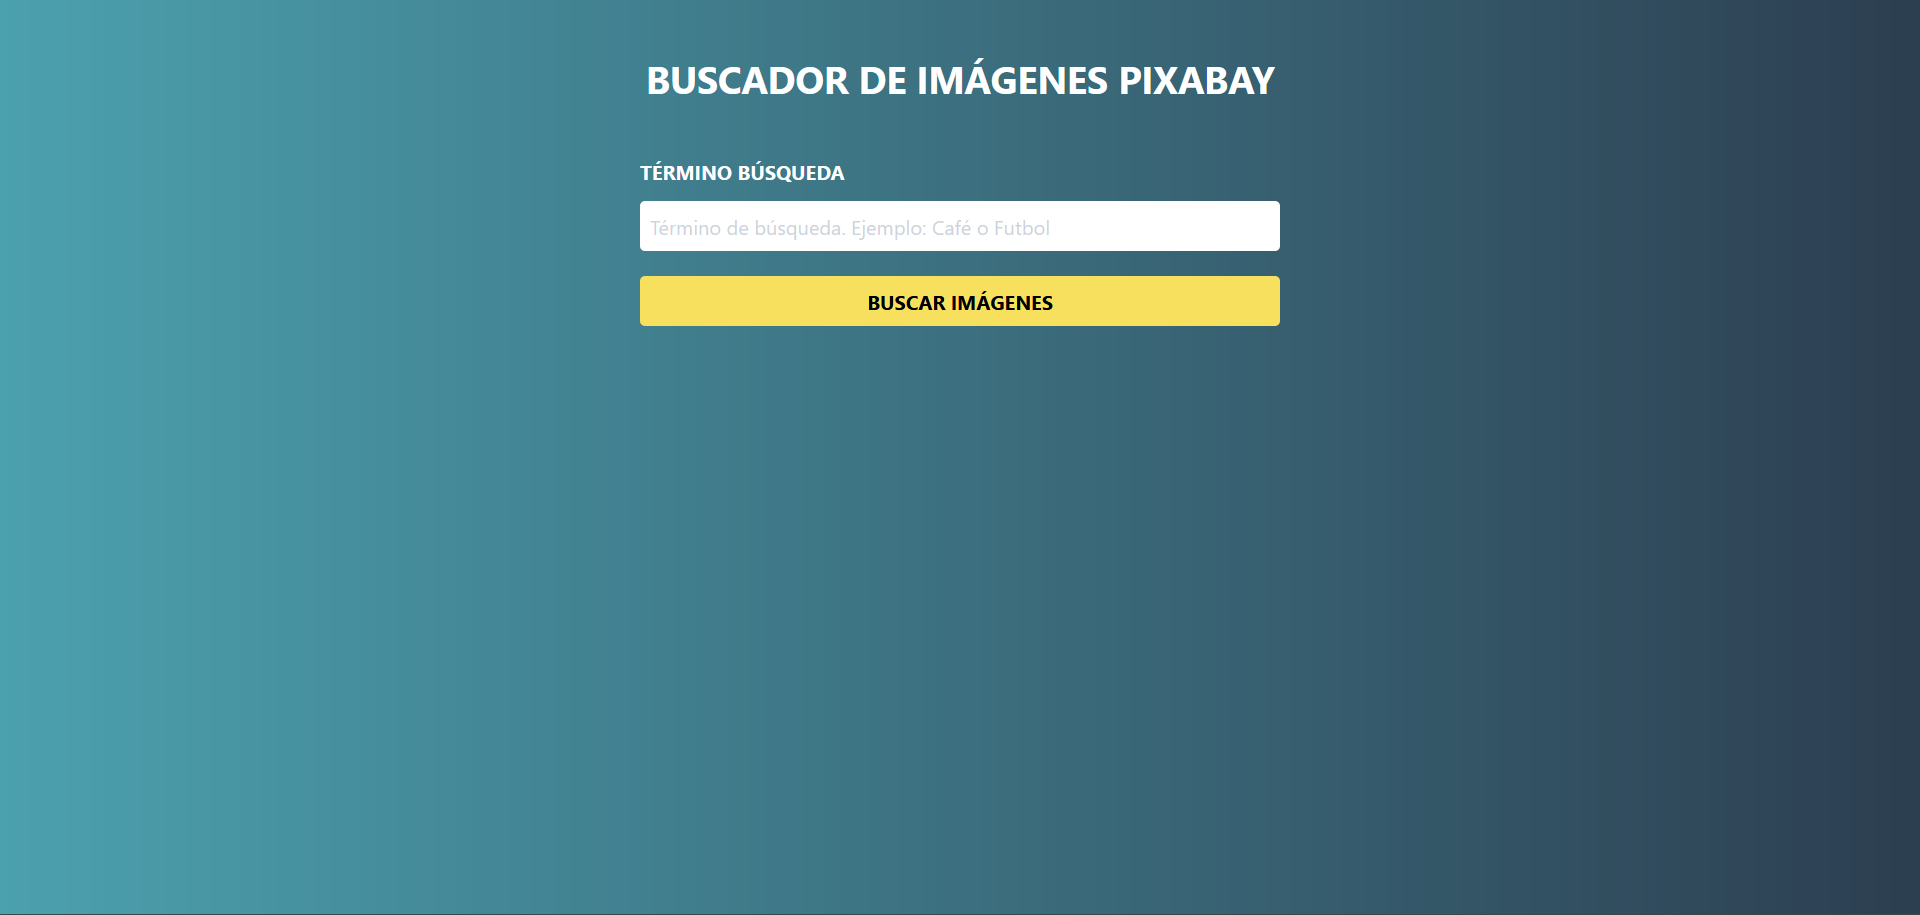 BUSCADOR DE IMÁGENES PIXABAY
TÉRMINO BÚSQUEDA
Término de búsqueda. Ejemplo: Café o Futbol
BUSCAR IMÁGENES